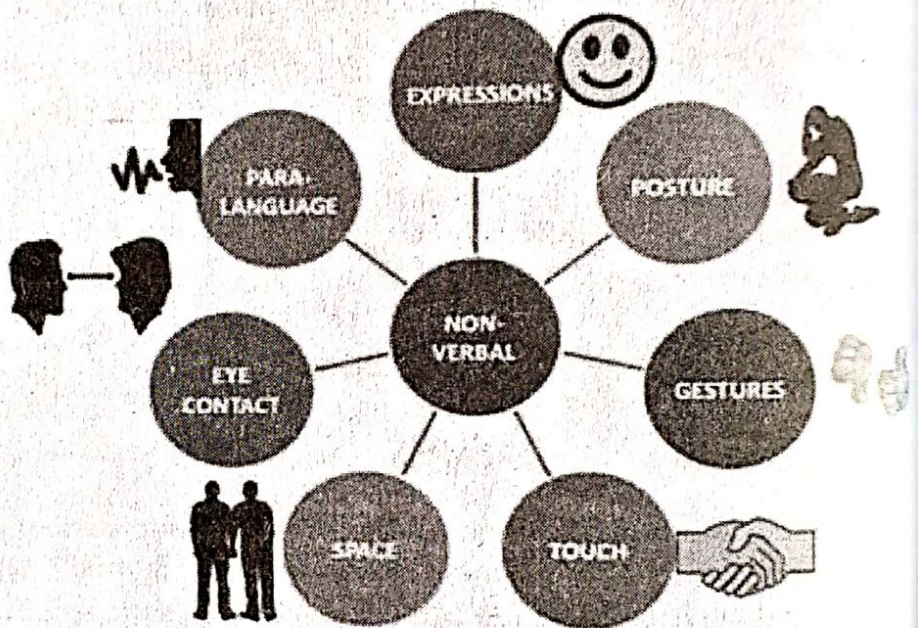 EXPRESSIONS
PARA-
LANGUAGE
POSTURE
NON-
VERBAL
EYE
CONTACT
GESTURES
SPACE
TOUCH